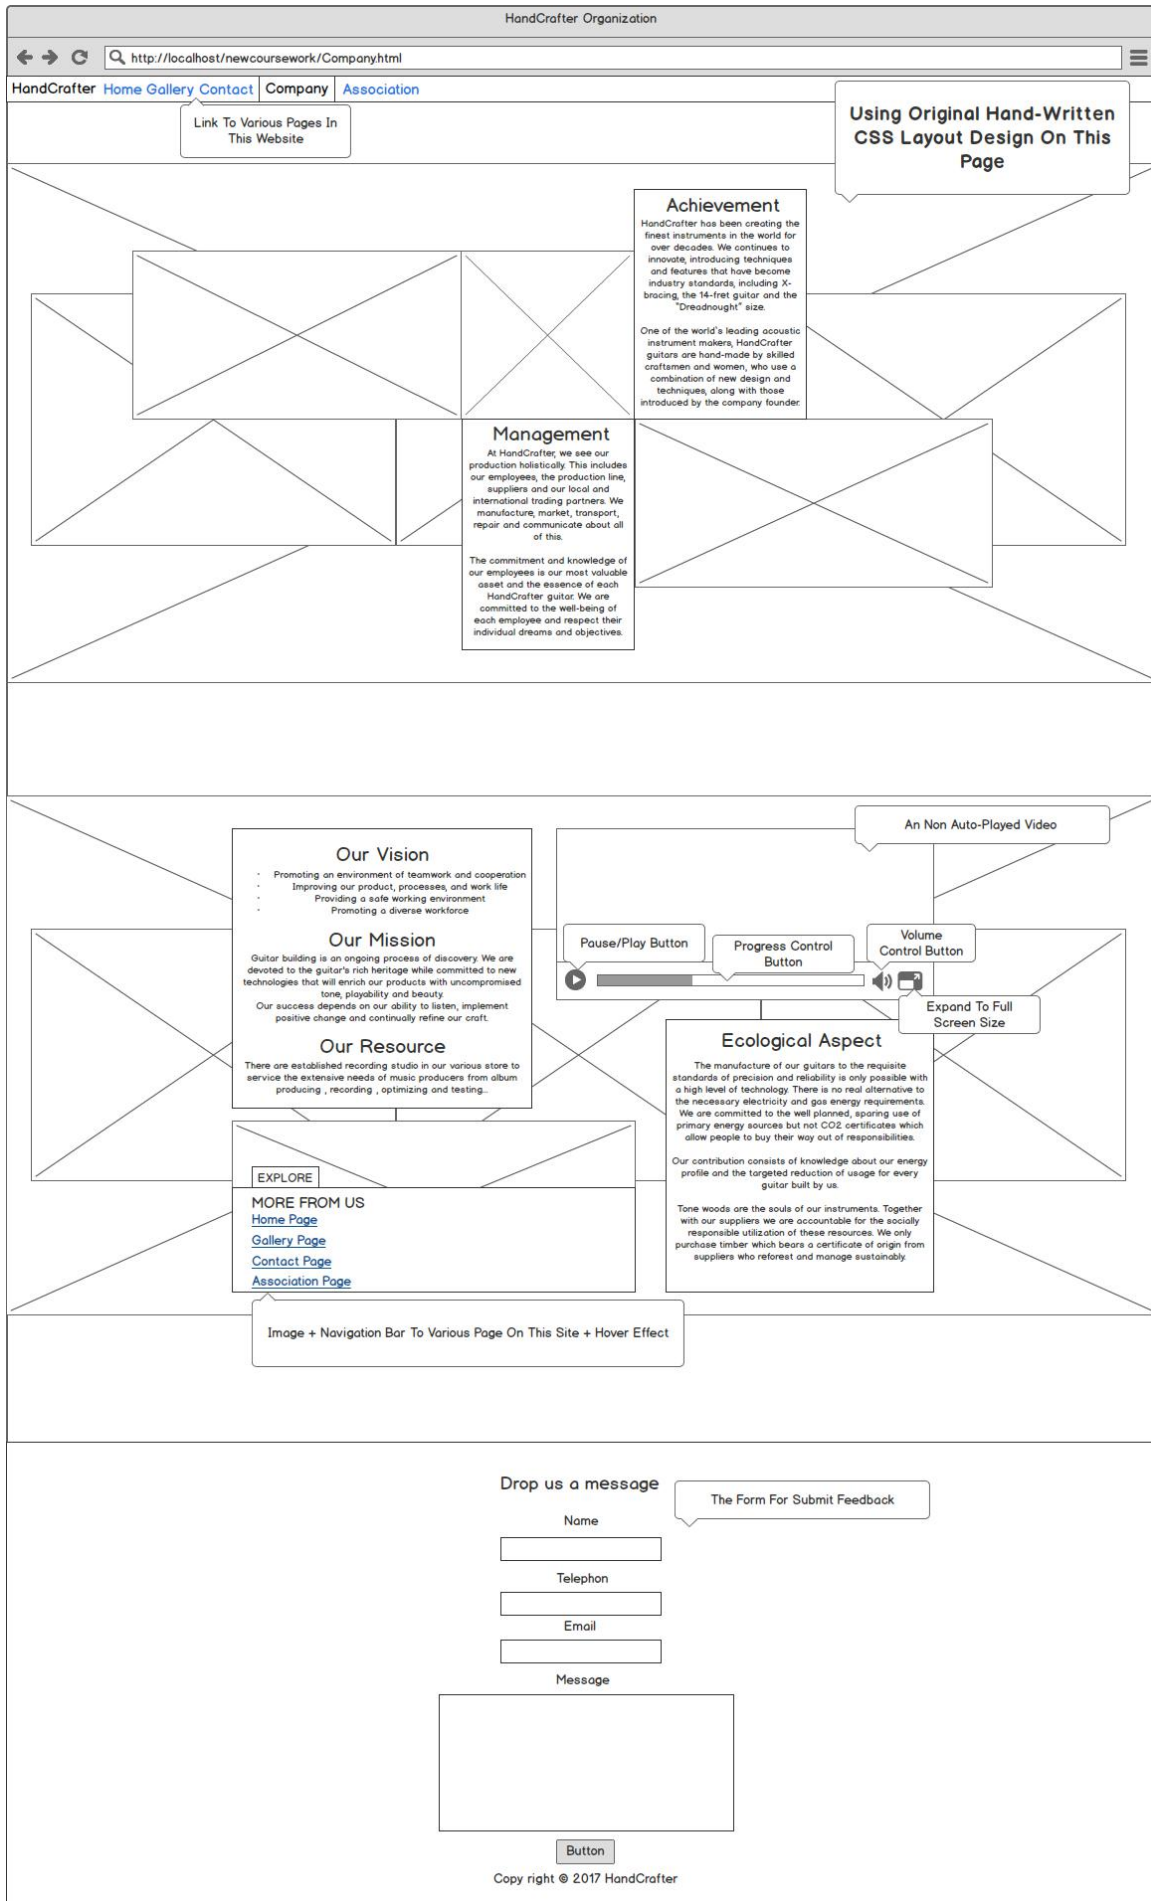 HandCrafter Organization
http://localhost/newcoursework/Company.html
HandCrafter Home Gallery Contact Company Association
Link To Various Pages In
This Website
Using Original Hand-Written
CSS Layout Design On This
Page
Achievement
HandCrafter has been creating the
finest instruments in the world for
over decades. We continues to
innovate, introducing techniques
and features that have become
industry standards, including X-
bracing, the 14-fret guitar and the
"Dreadnought" size.
One of the world's leading acoustic
instrument makers, HandCrafter
guitars are hand-made by skilled
craftsmen and women, who use a
combination of new design and
techniques, along with those
introduced by the company founder.
Management
At HandCrafter, we see our
production holistically. This includes
our employees, the production line,
suppliers and our local and
international trading partners. We
manufacture, market, transport,
repair and communicate about all
of this.
The commitment and knowledge of
our employees is our most valuable
asset and the essence of each
HandCrafter guitar. We are
committed to the well-being of
each employee and respect their
individual dreams and objectives.
An Non Auto-Played Video
Our Vision
· Promoting an environment of teamwork and cooperation
· Improving our product, processes, and work life
· Providing a safe working environment
· Promoting a diverse workforce
Our Mission
Guitar building is an ongoing process of discovery. We are
devoted to the guitar's rich heritage while committed to new
technologies that will enrich our products with uncompromised
tone, playability and beauty.
Our success depends on our ability to listen, implement
positive change and continually refine our craft.
Our Resource
There are established recording studio in our various store to
service the extensive needs of music producers from album
producing , recording , optimizing and testing...
Pause/Play Button
Progress Control
Button
Volume
Control Button
Expand To Full
Screen Size
Ecological Aspect
The manufacture of our guitars to the requisite
standards of precision and reliability is only possible with
a high level of technology. There is no real alternative to
the necessary electricity and gas energy requirements.
We are committed to the well planned, sparing use of
primary energy sources but not CO2 certificates which
allow people to buy their way out of responsibilities.
Our contribution consists of knowledge about our energy
profile and the targeted reduction of usage for every
guitar built by us.
Tone woods are the souls of our instruments. Together
with our suppliers we are accountable for the socially
responsible utilization of these resources. We only
purchase timber which bears a certificate of origin from
suppliers who reforest and manage sustainably.
EXPLORE
MORE FROM US
Home Page
Gallery Page
Contact Page
Association Page
Image + Navigation Bar To Various Page On This Site + Hover Effect
Drop us a message
The Form For Submit Feedback
Name
Telephon
Email
Message
Button
Copy right © 2017 HandCrafter